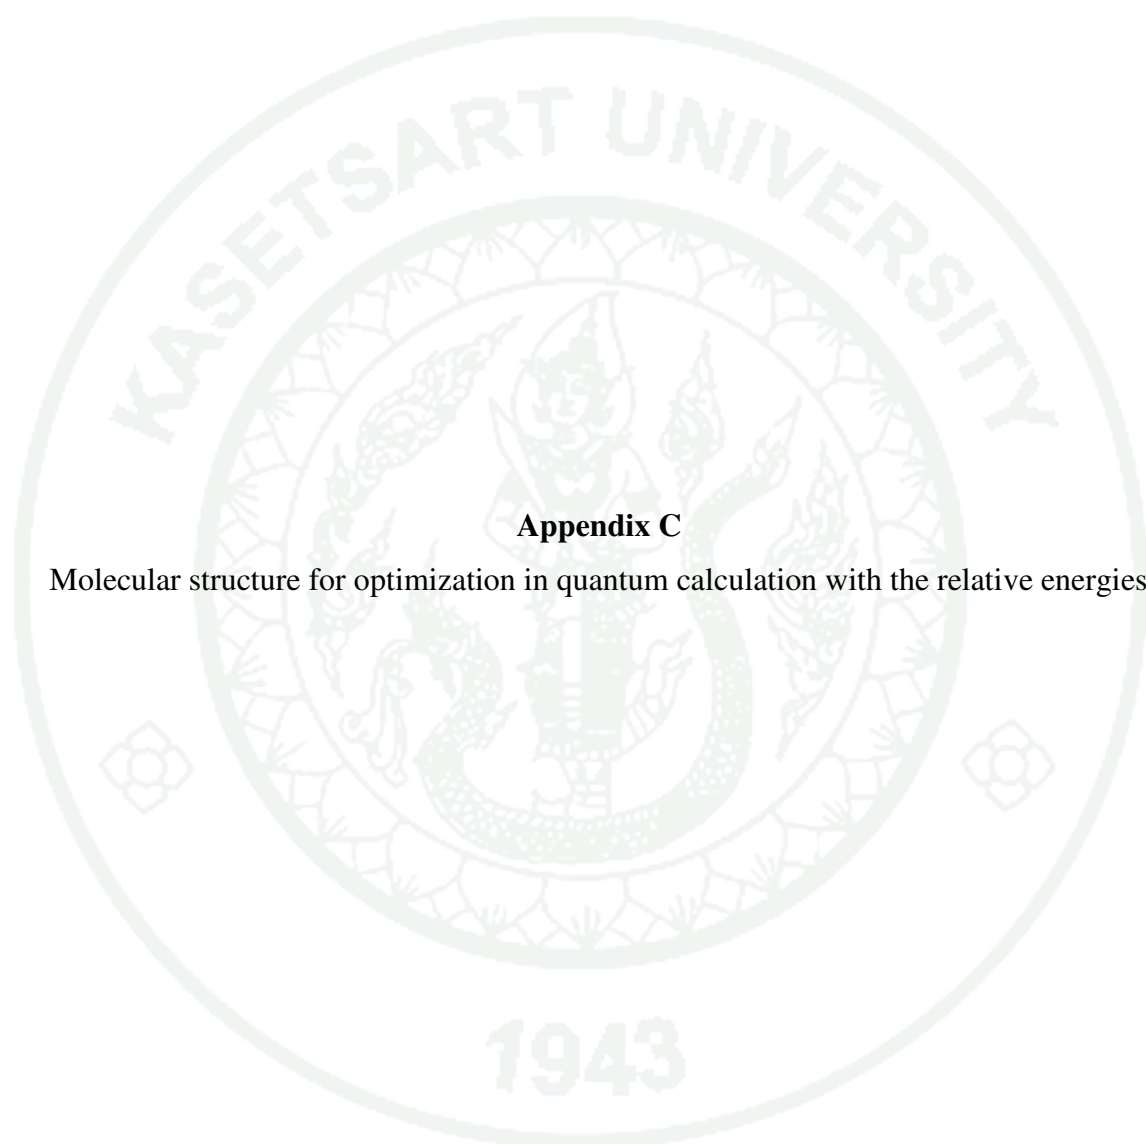 KASETSART UNIVERSITY
Appendix C
Molecular structure for optimization in quantum calculation with the relative energies
1943